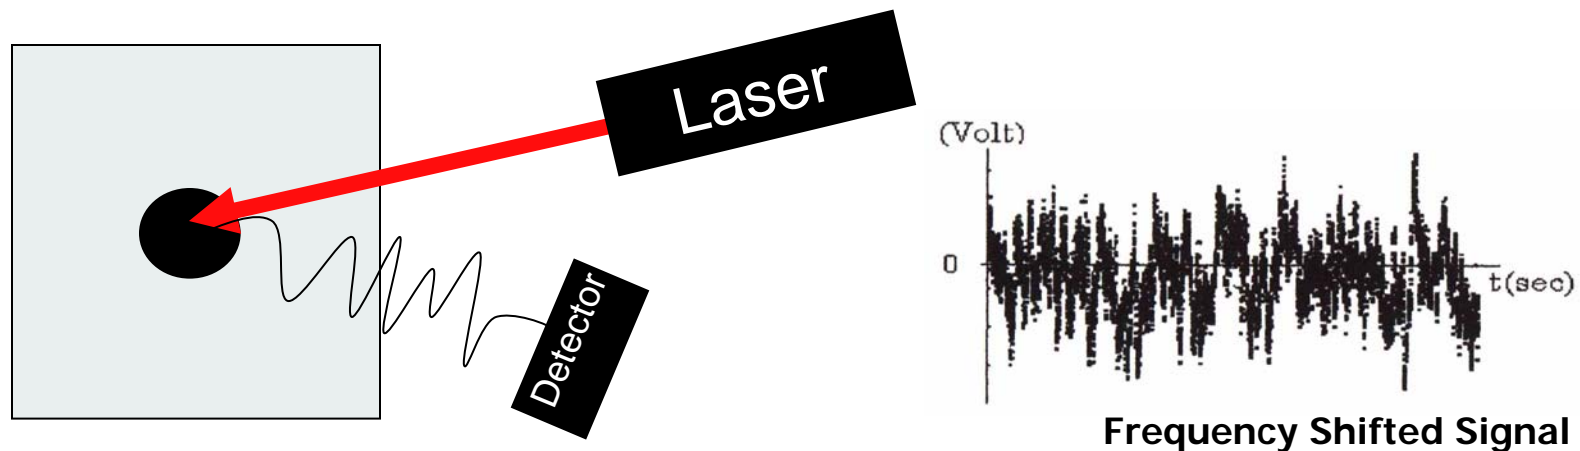 Laser
Detector
(Volt)
0
t(sec)
Frequency Shifted Signal